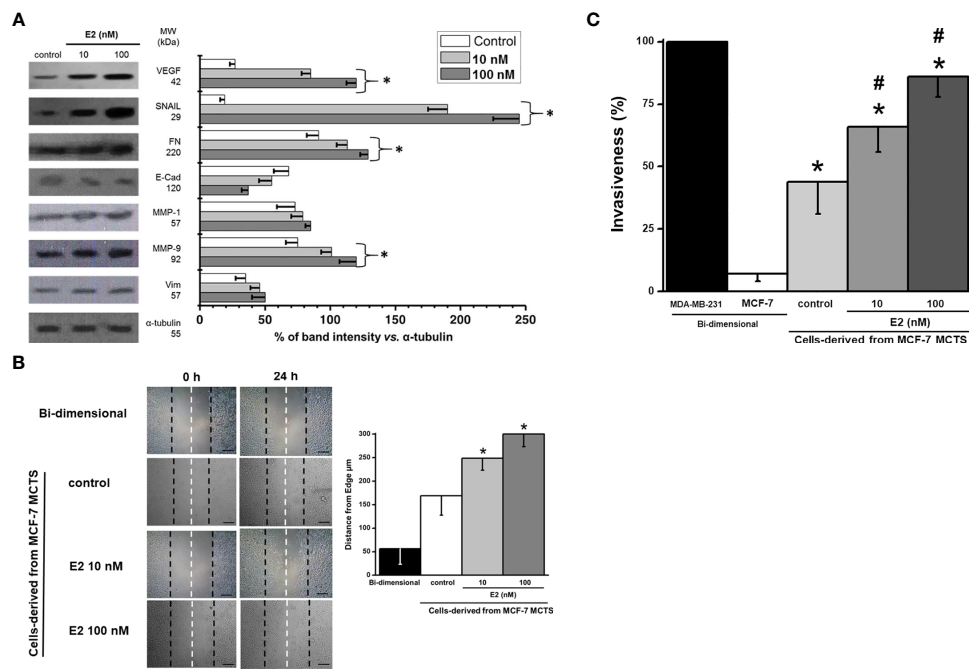 A
E2 (nM)
control 10 100
MW
(kDa)
VEGF
42
SNAIL
29
FN
220
E-Cad
120
MMP-1
57
MMP-9
92
Vim
57
α-tubulin
55
Control
10 nM
100 nM
*
*
*
*
0 50 100 150 200 250
% of band intensity vs. α-tubulin
C
Invasiveness (%)
100
75
50
25
0
*
#
*
#
*
MDA-MB-231 MCF-7 control 10 100
Bi-dimensional
E2 (nM)
Cells-derived from MCF-7 MCTS
B
0 h 24 h
Bi-dimensional
control
E2 10 nM
E2 100 nM
Cells-derived from MCF-7 MCTS
Distance from Edge µm
300
250
200
150
100
50
0
*
*
Bi-dimensional control 10 100
E2 (nM)
Cells-derived from MCF-7 MCTS